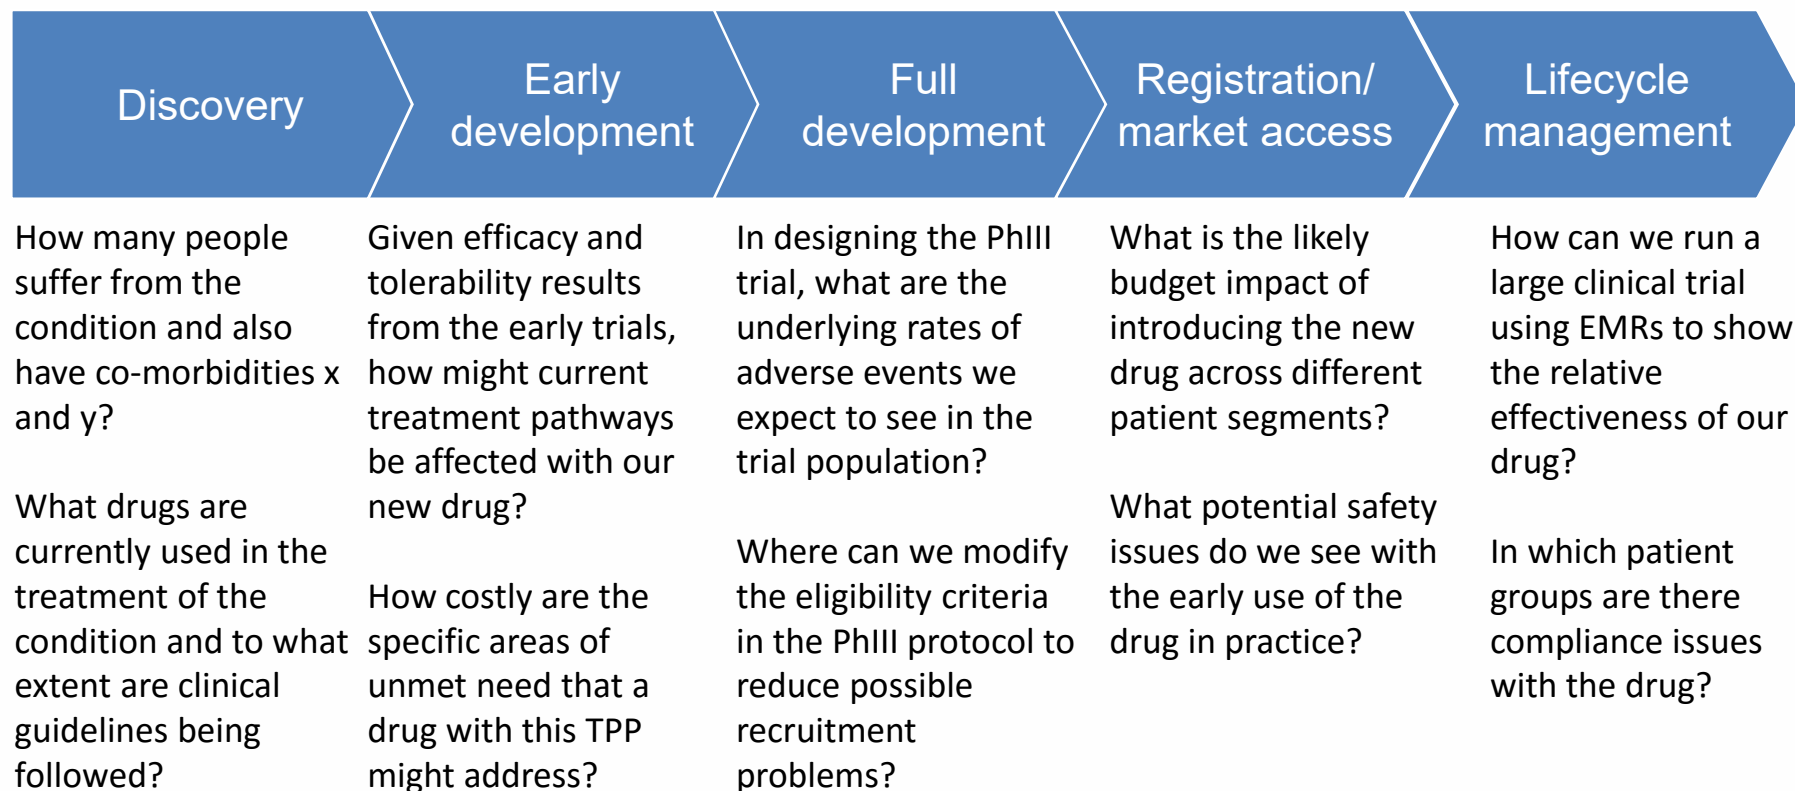 Discovery
Early
development
Full
development
Registration/
market access
Lifecycle
management
How many people
suffer from the
condition and also
have co-morbidities x
and y?
What drugs are
currently used in the
treatment of the
condition and to what
extent are clinical
guidelines being
followed?
Given efficacy and
tolerability results
from the early trials,
how might current
treatment pathways
be affected with our
new drug?
How costly are the
specific areas of
unmet need that a
drug with this TPP
might address?
In designing the PhIII
trial, what are the
underlying rates of
adverse events we
expect to see in the
trial population?
Where can we modify
the eligibility criteria
in the PhIII protocol to
reduce possible
recruitment
problems?
What is the likely
budget impact of
introducing the new
drug across different
patient segments?
What potential safety
issues do we see with
the early use of the
drug in practice?
How can we run a
large clinical trial
using EMRs to show
the relative
effectiveness of our
drug?
In which patient
groups are there
compliance issues
with the drug?